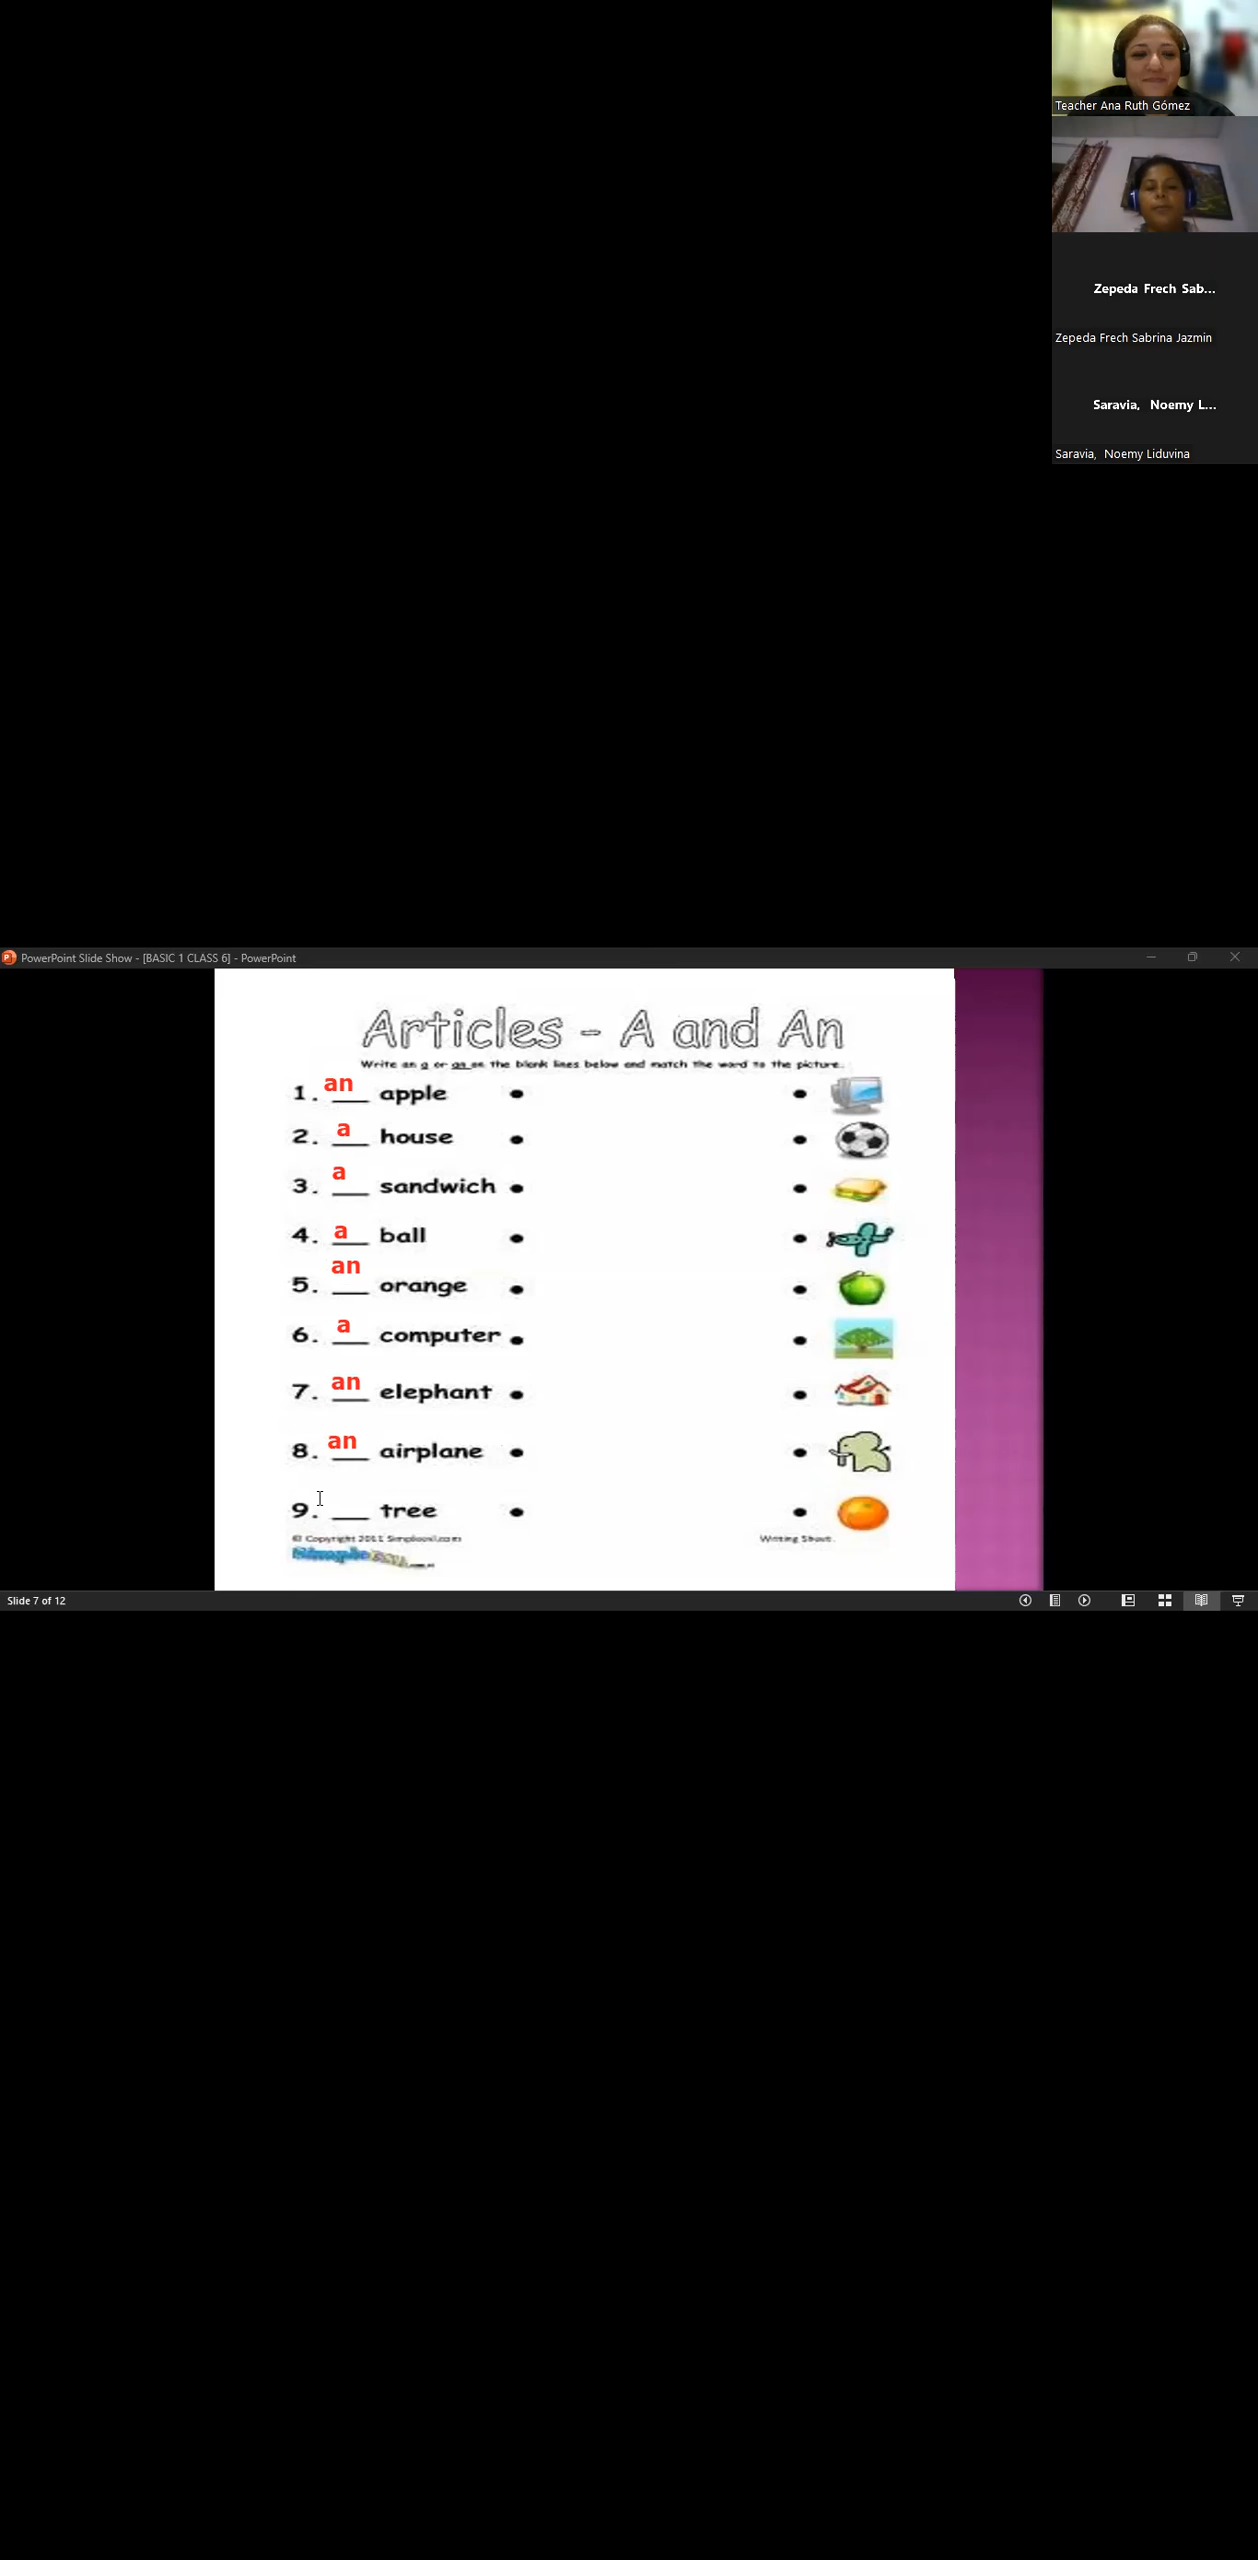 Teacher Ana Ruth Gómez
Zepeda Frech Sab...
Zepeda Frech Sabrina Jazmin
Saravia, Noemy L...
Saravia, Noemy Liduvina
PowerPoint Slide Show - [BASIC 1 CLASS 6] - PowerPoint
Articles - A and An
Write an a or an on the blank lines below and match the word to the picture.
1. an apple
2. a house
3. a sandwich
4. a ball
5. an orange
6. a computer
7. an elephant
8. an airplane
9. ___ tree
© Copyright 2011
Slide 7 of 12